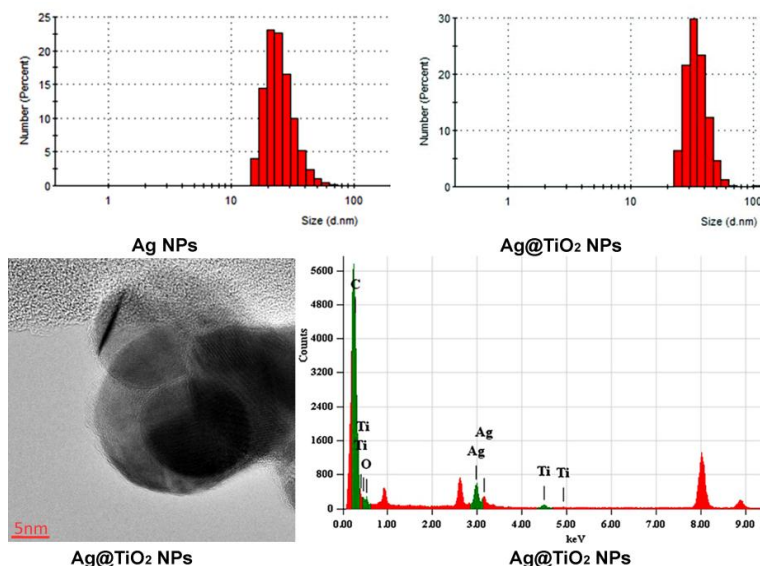 25
20
15
10
5
0
Number (Percent)
1
10
100
Size (d.nm)
Ag NPs
30
20
10
0
Number (Percent)
1
10
100
Size (d.nm)
Ag@TiO₂ NPs
5nm
Ag@TiO₂ NPs
5600
4800
4000
3200
2400
1600
800
0
Counts
C
Ti
Ti
O
Ag
Ag
Ti
Ti
0.00 1.00 2.00 3.00 4.00 5.00 6.00 7.00 8.00 9.00
keV
Ag@TiO₂ NPs